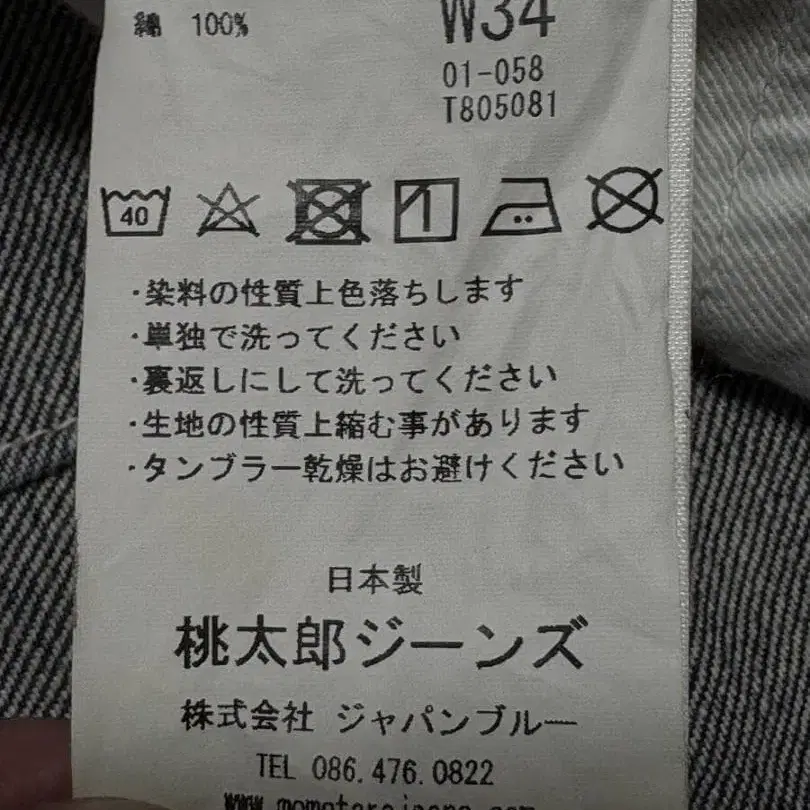 綿 100%
W34
01-058
T805081
40
・染料の性質上色落ちします
・単独で洗ってください
・裏返しにして洗ってください
・生地の性質上縮む事があります
・タンブラー乾燥はお避けください
日本製
桃太郎ジーンズ
株式会社 ジャパンブルー
TEL 086.476.0822